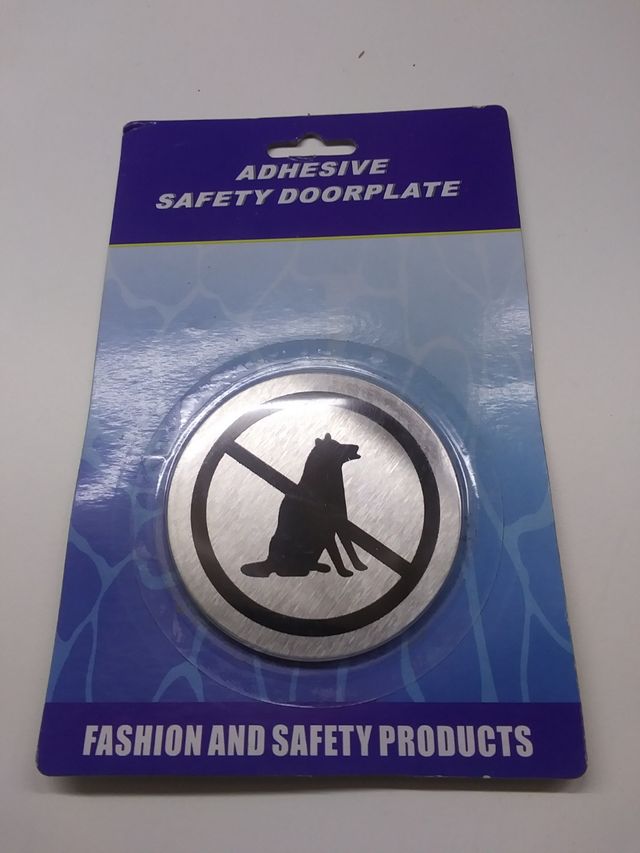 ADHESIVE
SAFETY DOORPLATE
FASHION AND SAFETY PRODUCTS